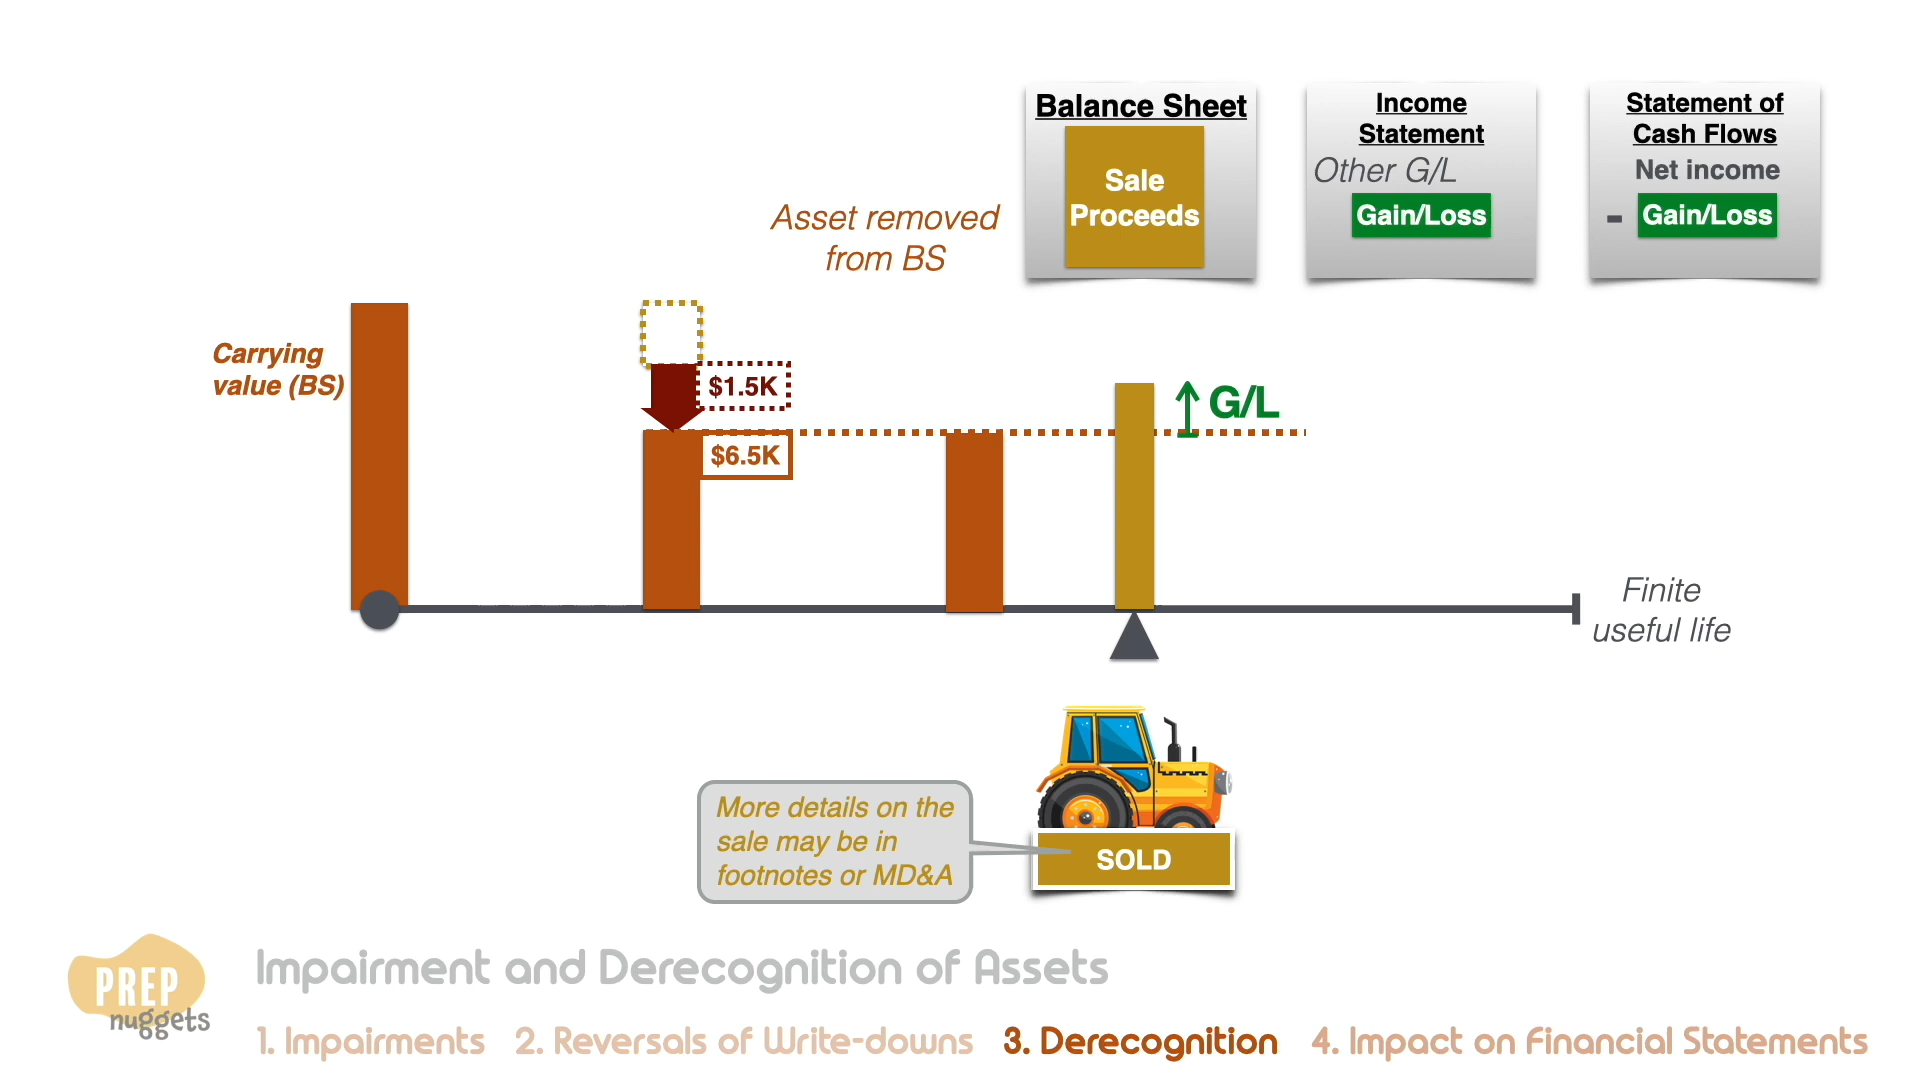 Balance Sheet
Sale
Proceeds
Income
Statement
Other G/L
Gain/Loss
Statement of
Cash Flows
Net income
- Gain/Loss
Asset removed
from BS
Carrying
value (BS)
$1.5K
$6.5K
G/L
Finite
useful life
More details on the
sale may be in
footnotes or MD&A
SOLD
PREP
nuggets
Impairment and Derecognition of Assets
1. Impairments 2. Reversals of Write-downs 3. Derecognition 4. Impact on Financial Statements